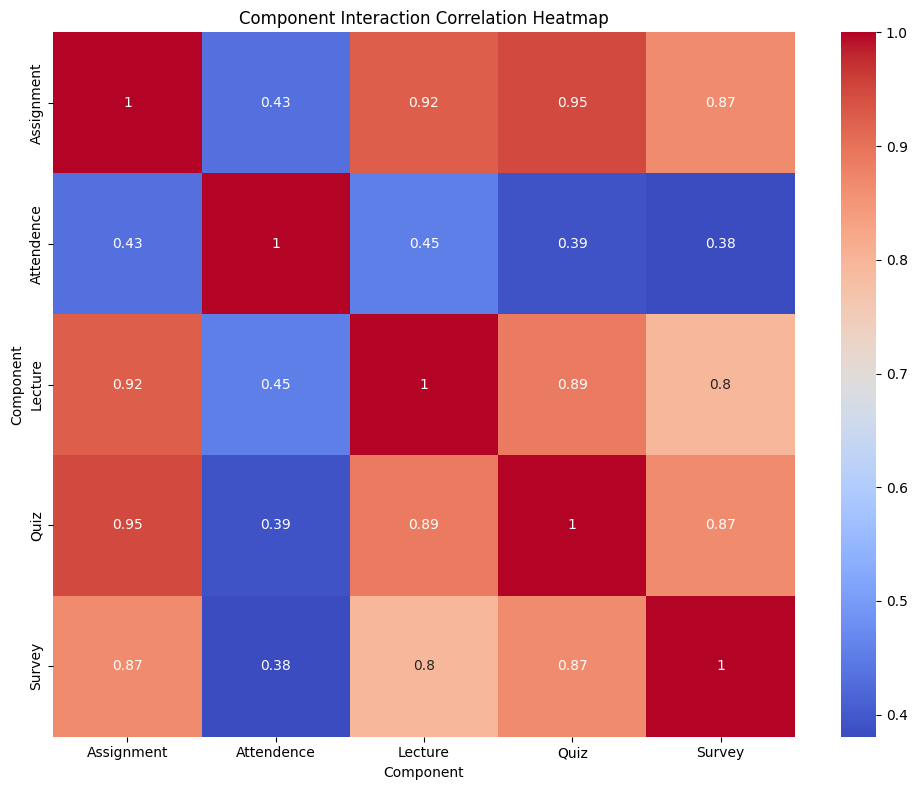 Component Interaction Correlation Heatmap
Component
Assignment
1 0.43 0.92 0.95 0.87
Attendence
0.43 1 0.45 0.39 0.38
Lecture
0.92 0.45 1 0.89 0.8
Quiz
0.95 0.39 0.89 1 0.87
Survey
0.87 0.38 0.8 0.87 1
Assignment Attendence Lecture Quiz Survey
Component
1.0
0.9
0.8
0.7
0.6
0.5
0.4